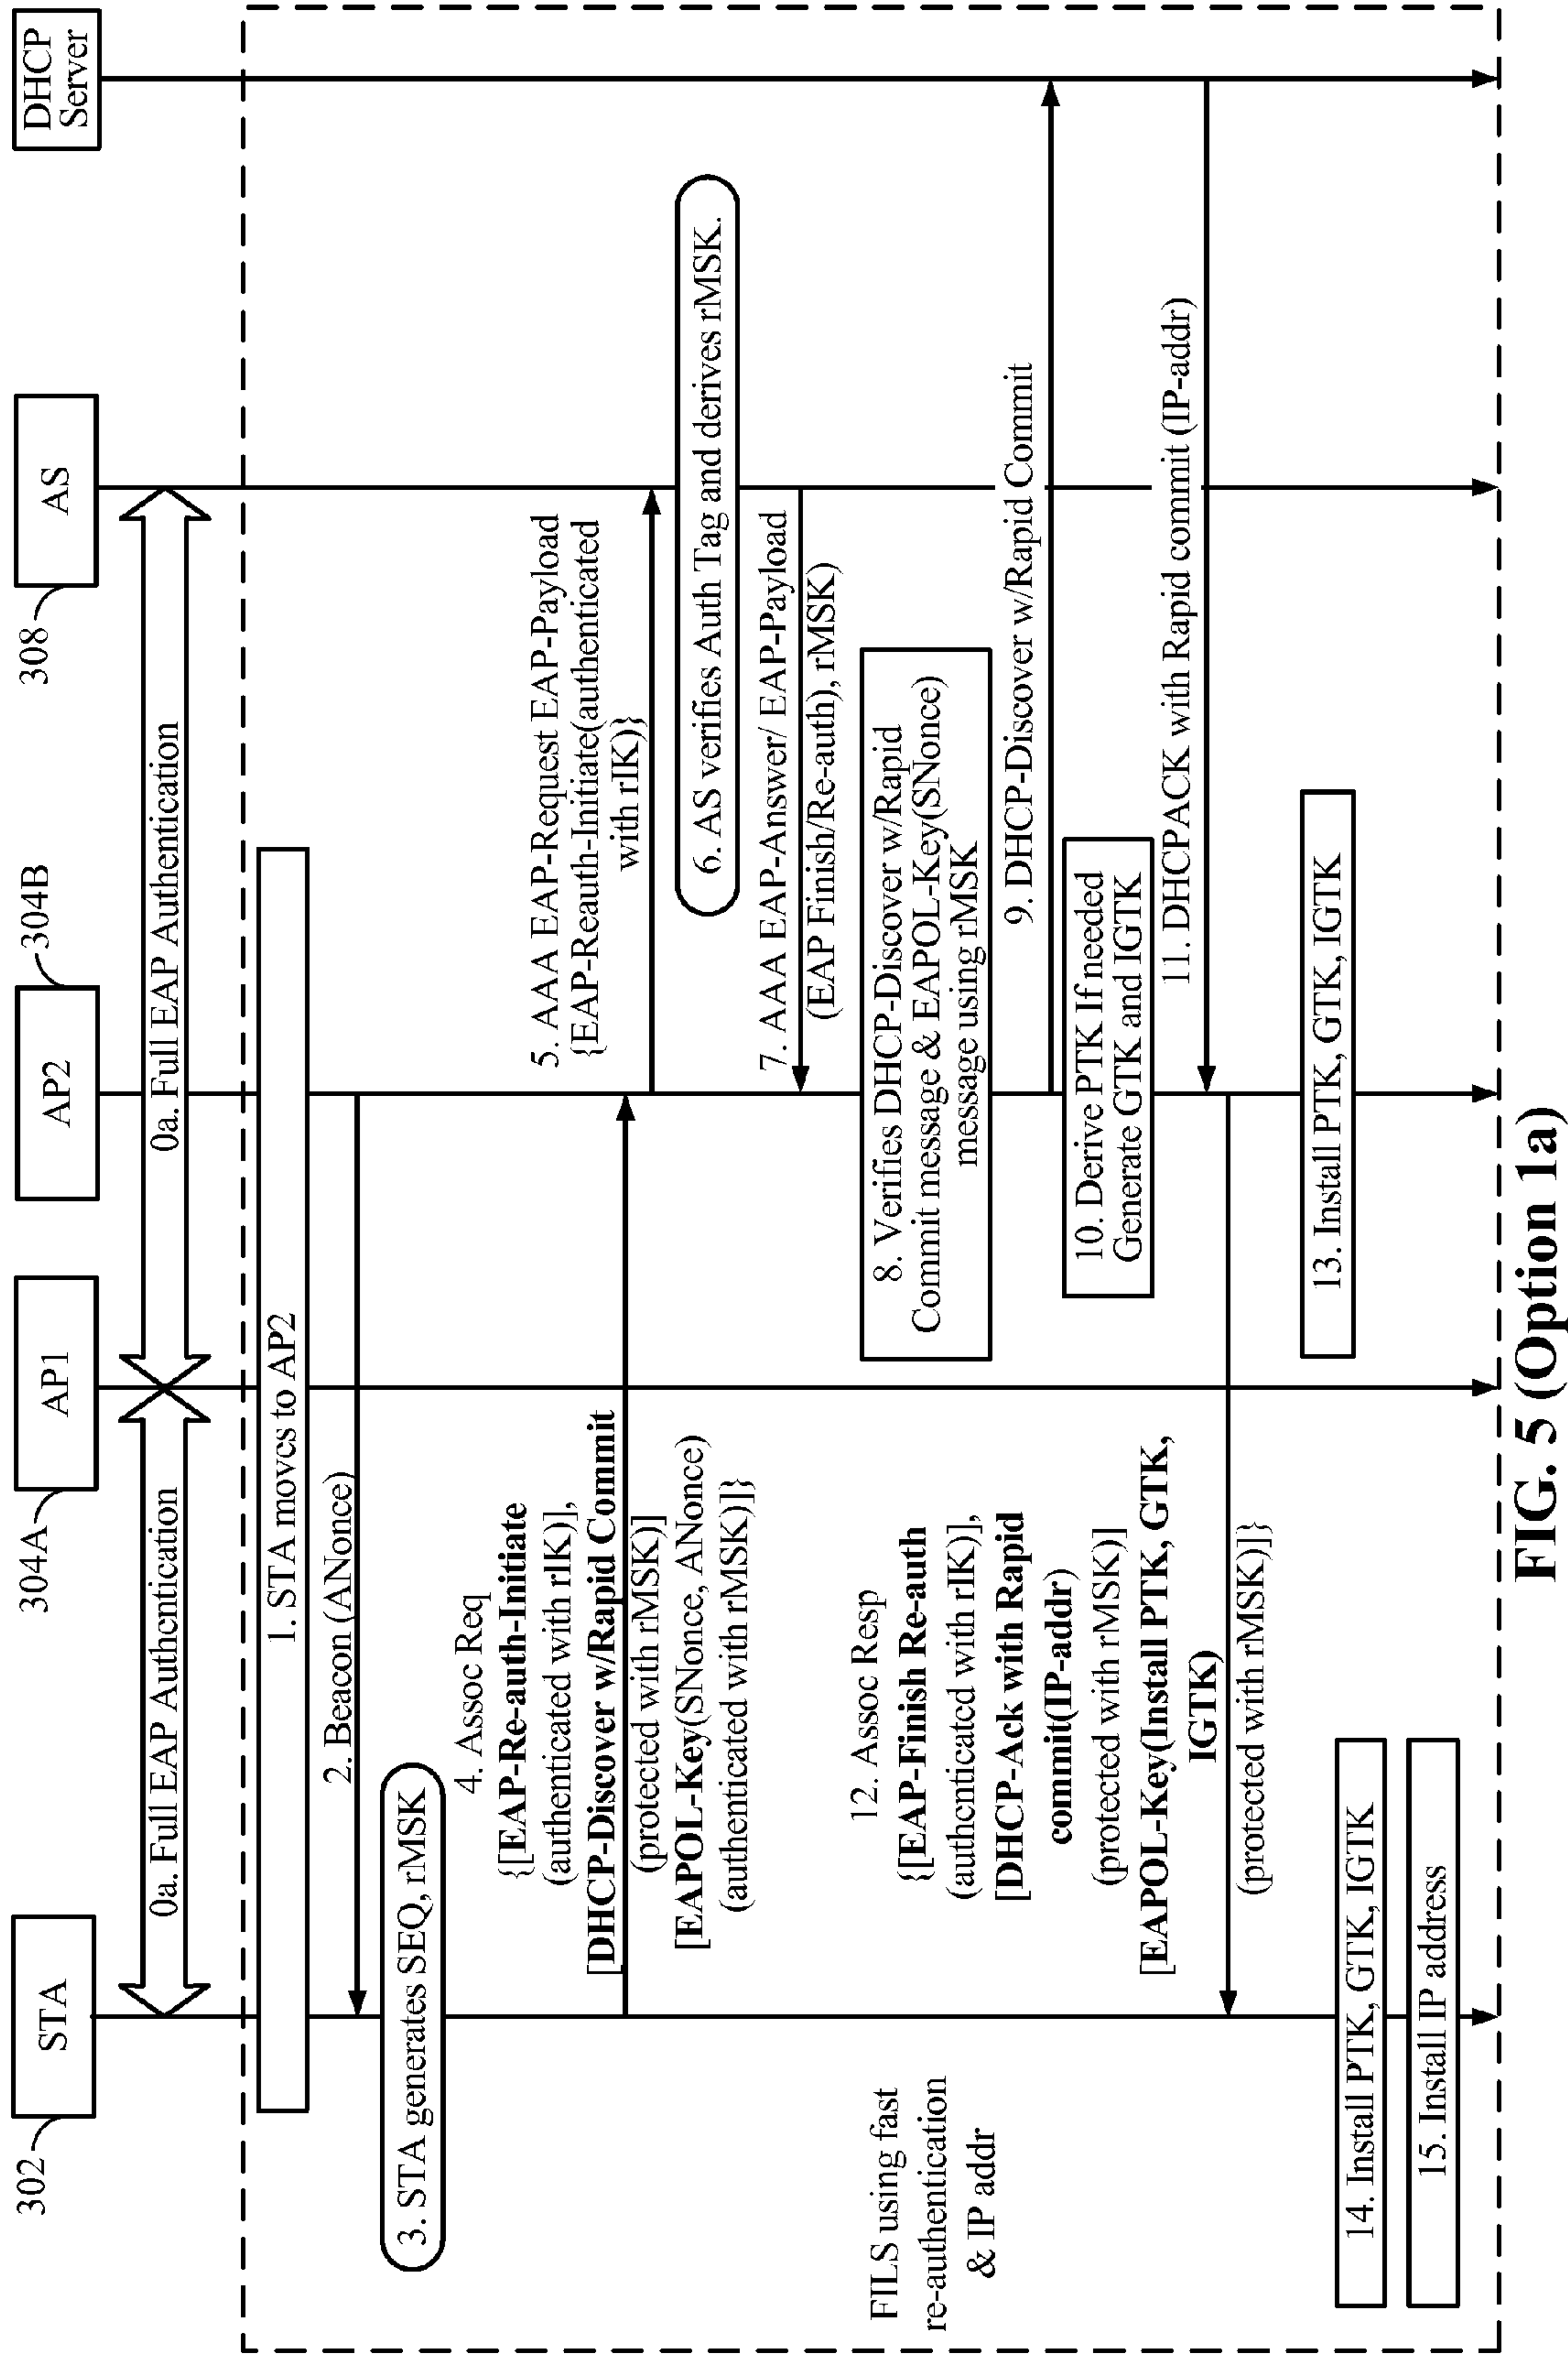 302
STA
304A
AP1
AP2
304B
308
AS
DHCP
Server
0a. Full EAP Authentication
0a. Full EAP Authentication
1. STA moves to AP2
2. Beacon (ANonce)
3. STA generates SEQ, rMSK
4. Assoc Req
{[EAP-Re-auth-Initiate
(authenticated with rIK)],
[DHCP-Discover w/Rapid Commit
(protected with rMSK)]
[EAPOL-Key(SNonce, ANonce)
(authenticated with rMSK)]}
5. AAA EAP-Request EAP-Payload
{EAP-Reauth-Initiate(authenticated
with rIK)}
6. AS verifies Auth Tag and derives rMSK.
7. AAA EAP-Answer/ EAP-Payload
(EAP Finish/Re-auth), rMSK)
8. Verifies DHCP-Discover w/Rapid
Commit message & EAPOL-Key(SNonce)
message using rMSK
9. DHCP-Discover w/Rapid Commit
10. Derive PTK If needed
Generate GTK and IGTK
11. DHCPACK with Rapid commit (IP-addr)
12. Assoc Resp
{[EAP-Finish Re-auth
(authenticated with rIK)],
[DHCP-Ack with Rapid
commit(IP-addr)
(protected with rMSK)]
[EAPOL-Key(Install PTK, GTK,
IGTK)
(protected with rMSK)]}
FILS using fast
re-authentication
& IP addr
13. Install PTK, GTK, IGTK
14. Install PTK, GTK, IGTK
15. Install IP address
FIG. 5 (Option 1a)